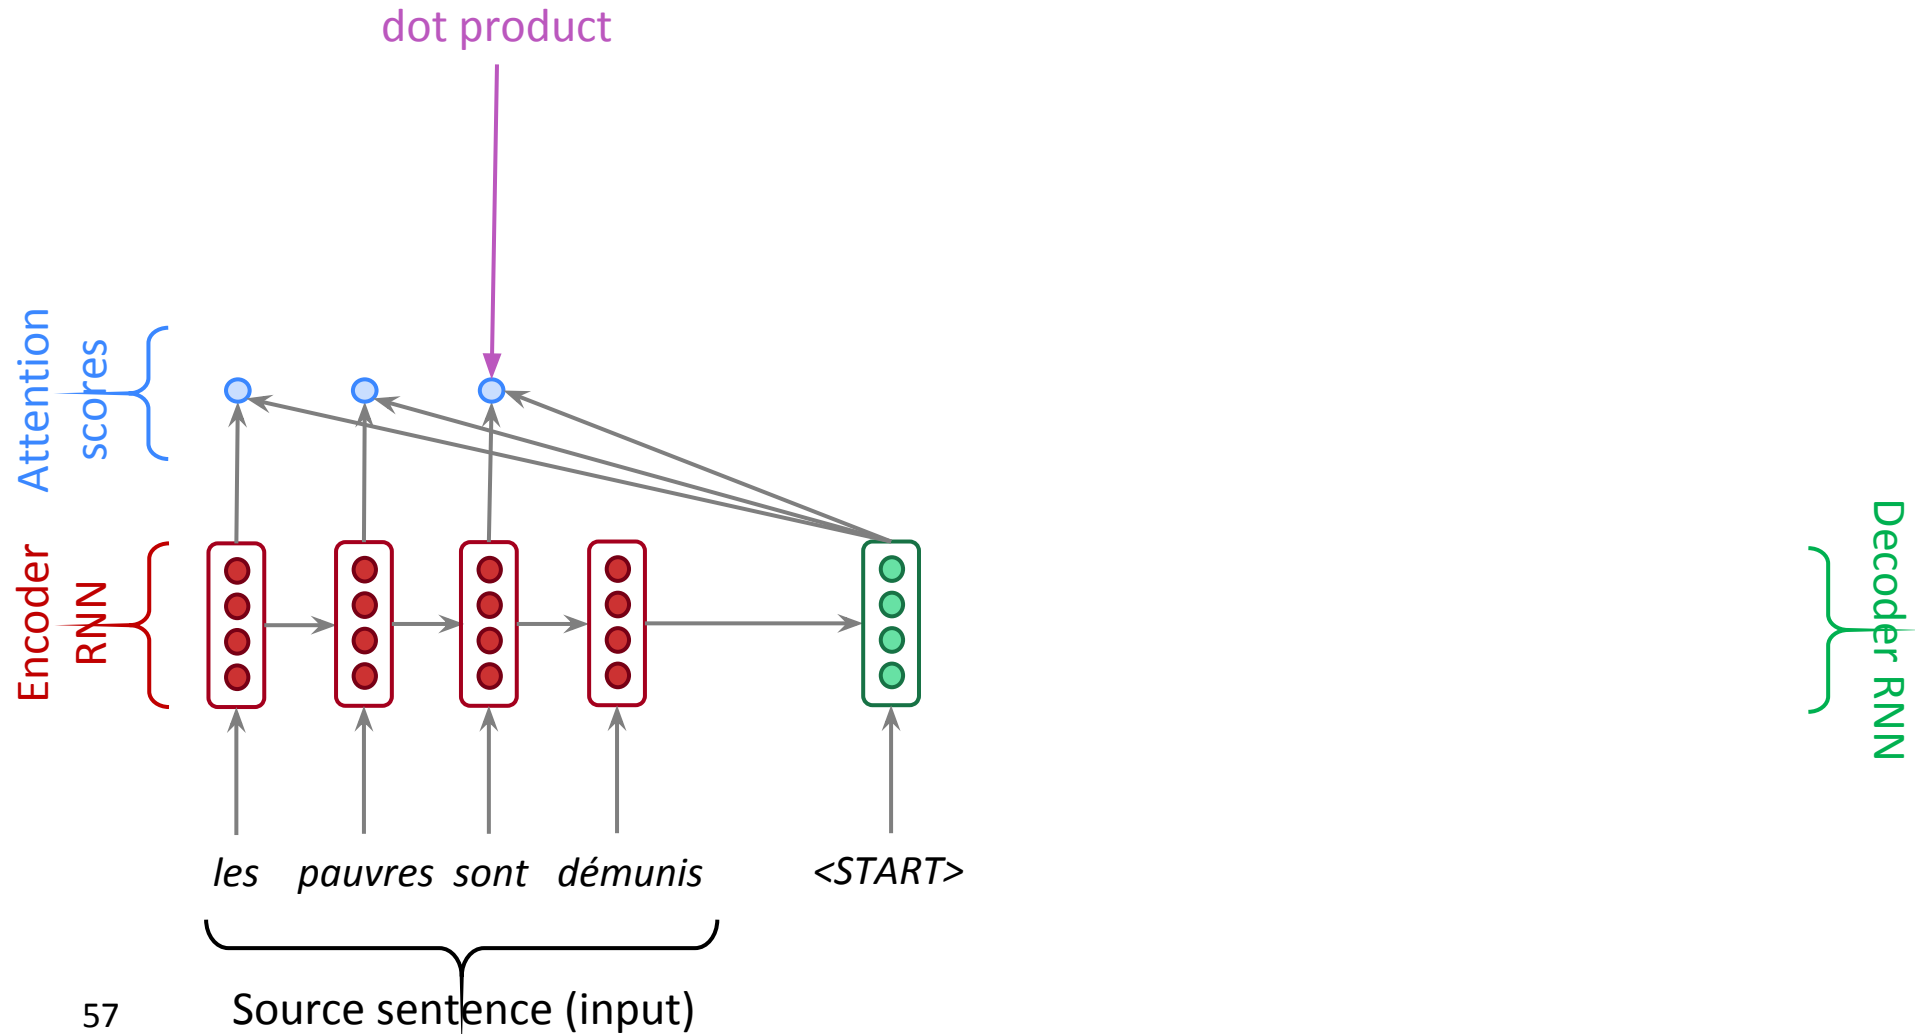 dot product
Attention
scores
Encoder
RNN
Decoder RNN
les pauvres sont démunis <START>
Source sentence (input)
57